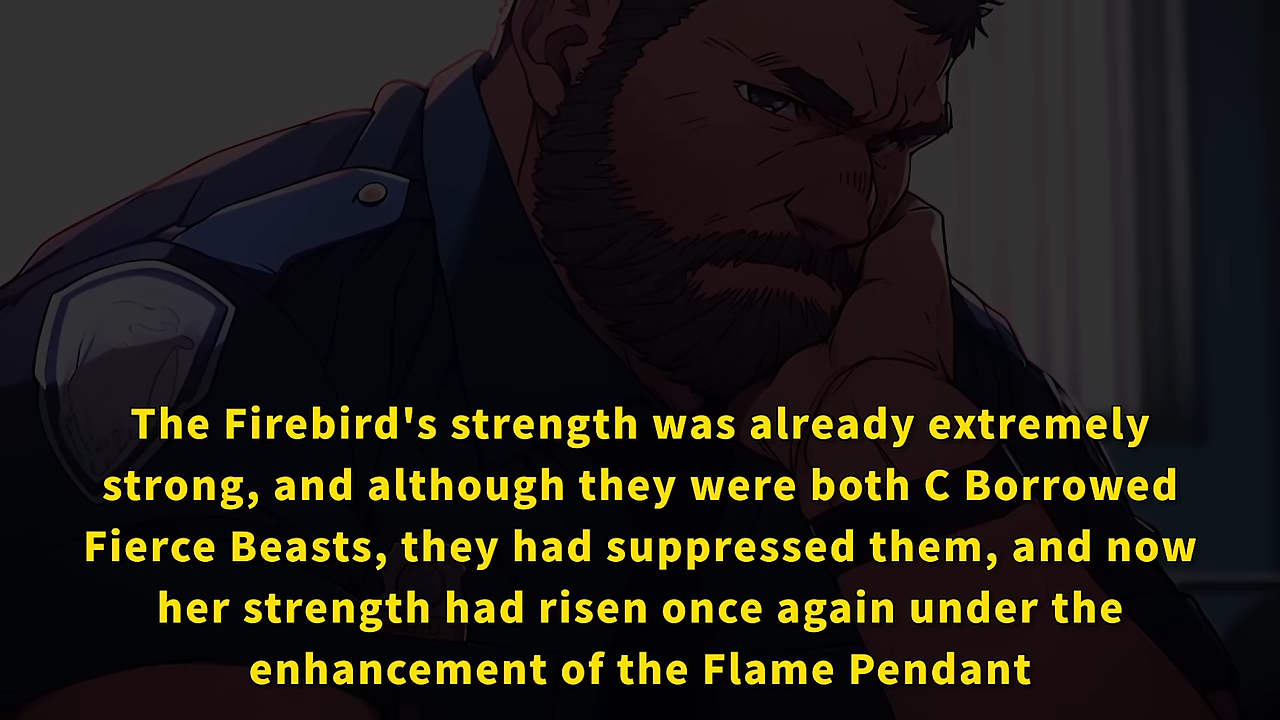 The Firebird's strength was already extremely
strong, and although they were both C Borrowed
Fierce Beasts, they had suppressed them, and now
her strength had risen once again under the
enhancement of the Flame Pendant